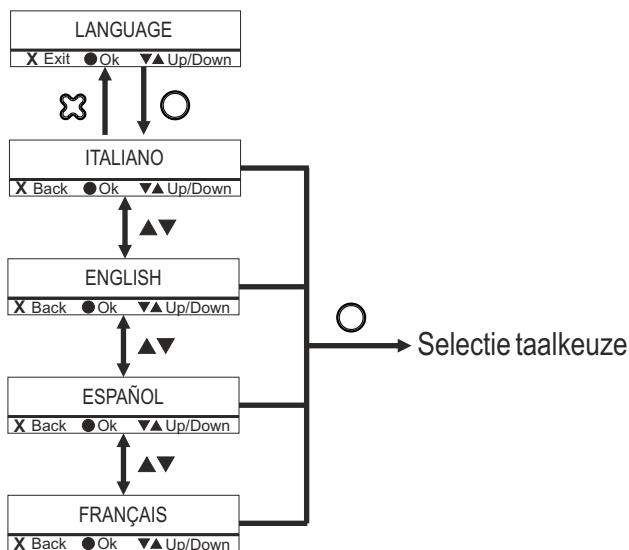 LANGUAGE
X Exit ●Ok ▼▲ Up/Down
ITALIANO
X Back ●Ok ▼▲ Up/Down
▲▼
ENGLISH
X Back ●Ok ▼▲ Up/Down
Selectie taalkeuze
▲▼
ESPAÑOL
X Back ●Ok ▼▲ Up/Down
▲▼
FRANÇAIS
X Back ●Ok ▼▲ Up/Down